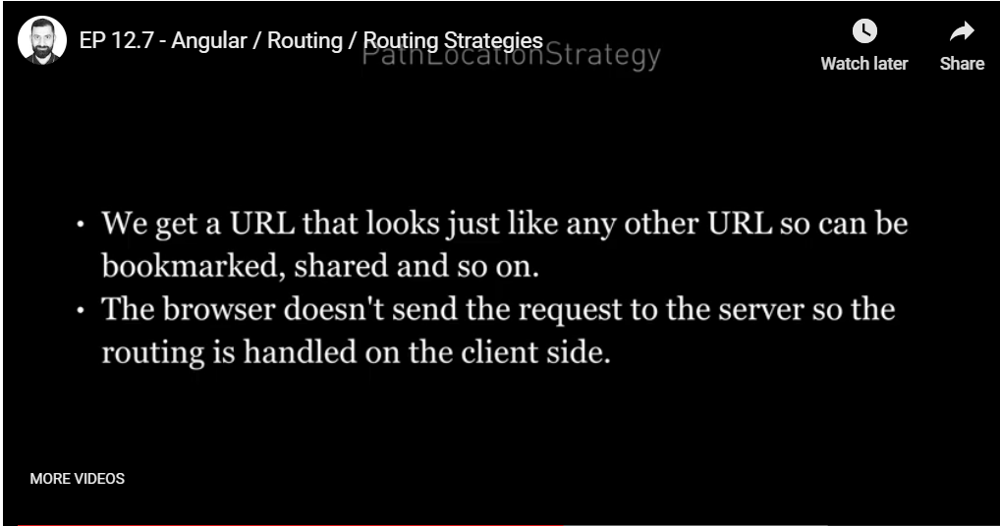 EP 12.7 - Angular / Routing / Routing Strategies
PathLocationStrategy
Watch later
Share
• We get a URL that looks just like any other URL so can be
bookmarked, shared and so on.
• The browser doesn't send the request to the server so the
routing is handled on the client side.
MORE VIDEOS